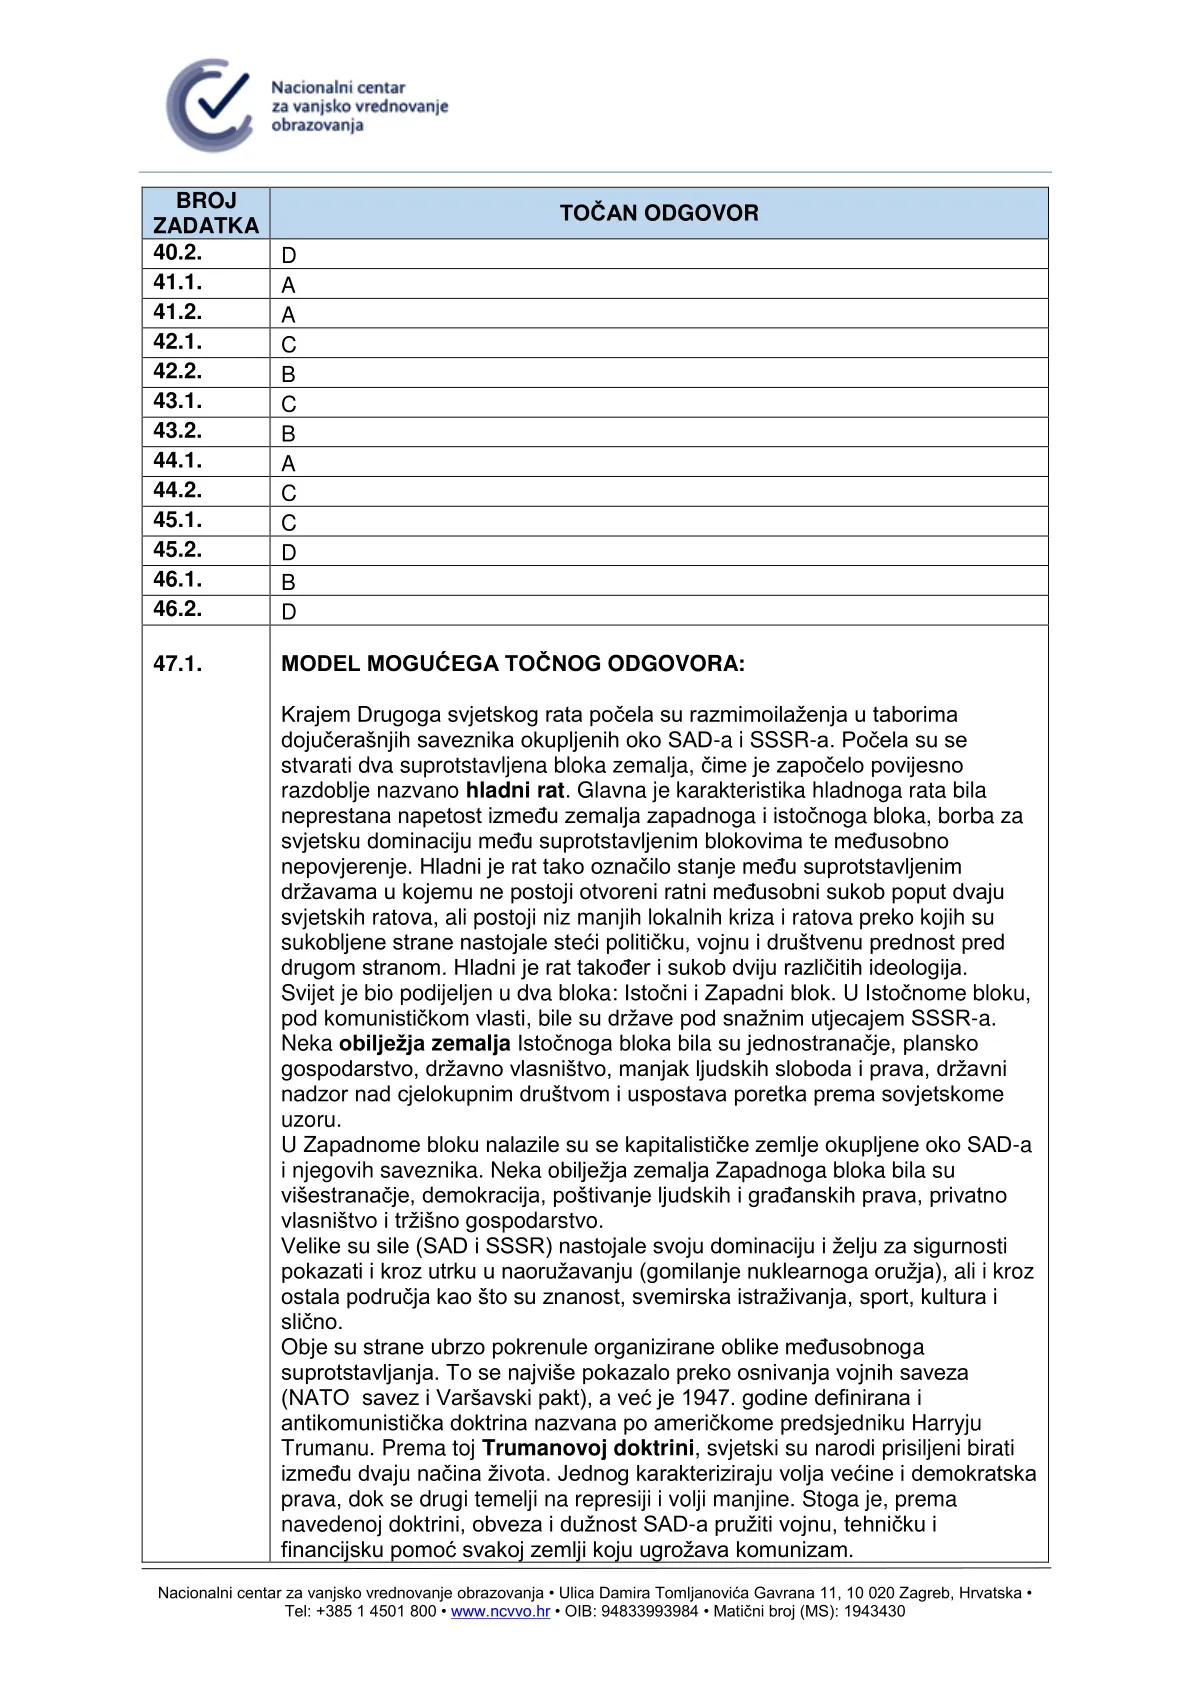 Nacionalni centar
za vanjsko vrednovanje
obrazovanja
BROJ
ZADATKA
TOČAN ODGOVOR
40.2. D
41.1. A
41.2. A
42.1. C
42.2. B
43.1. C
43.2. B
44.1. A
44.2. C
45.1. C
45.2. D
46.1. B
46.2. D
47.1. MODEL MOGUĆEGA TOČNOG ODGOVORA:
Krajem Drugoga svjetskog rata počela su razmimoilaženja u taborima
dojučerašnjih saveznika okupljenih oko SAD-a i SSSR-a. Počela su se
stvarati dva suprotstavljena bloka zemalja, čime je započelo povijesno
razdoblje nazvano hladni rat. Glavna je karakteristika hladnoga rata bila
neprestana napetost između zemalja zapadnoga i istočnoga bloka, borba za
svjetsku dominaciju među suprotstavljenim blokovima te međusobno
nepovjerenje. Hladni je rat tako označilo stanje među suprotstavljenim
državama u kojemu ne postoji otvoreni ratni međusobni sukob poput dvaju
svjetskih ratova, ali postoji niz manjih lokalnih kriza i ratova preko kojih su
sukobljene strane nastojale steći političku, vojnu i društvenu prednost pred
drugom stranom. Hladni je rat također i sukob dviju različitih ideologija.
Svijet je bio podijeljen u dva bloka: Istočni i Zapadni blok. U Istočnome bloku,
pod komunističkom vlasti, bile su države pod snažnim utjecajem SSSR-a.
Neka obilježja zemalja Istočnoga bloka bila su jednostranačje, plansko
gospodarstvo, državno vlasništvo, manjak ljudskih sloboda i prava, državni
nadzor nad cjelokupnim društvom i uspostava poretka prema sovjetskome
uzoru.
U Zapadnome bloku nalazile su se kapitalističke zemlje okupljene oko SAD-a
i njegovih saveznika. Neka obilježja zemalja Zapadnoga bloka bila su
višestranačje, demokracija, poštivanje ljudskih i građanskih prava, privatno
vlasništvo i tržišno gospodarstvo.
Velike su sile (SAD i SSSR) nastojale svoju dominaciju i želju za sigurnosti
pokazati i kroz utrku u naoružavanju (gomilanje nuklearnoga oružja), ali i kroz
ostala područja kao što su znanost, svemirska istraživanja, sport, kultura i
slično.
Obje su strane ubrzo pokrenule organizirane oblike međusobnoga
suprotstavljanja. To se najviše pokazalo preko osnivanja vojnih saveza
(NATO savez i Varšavski pakt), a već je 1947. godine definirana i
antikomunistička doktrina nazvana po američkome predsjedniku Harryju
Trumanu. Prema toj Trumanovoj doktrini, svjetski su narodi prisiljeni birati
između dvaju načina života. Jednog karakteriziraju volja većine i demokratska
prava, dok se drugi temelji na represiji i volji manjine. Stoga je, prema
navedenoj doktrini, obveza i dužnost SAD-a pružiti vojnu, tehničku i
financijsku pomoć svakoj zemlji koju ugrožava komunizam.
Nacionalni centar za vanjsko vrednovanje obrazovanja • Ulica Damira Tomljanovića Gavrana 11, 10 020 Zagreb, Hrvatska •
Tel: +385 1 4501 800 • www.ncvvo.hr • OIB: 94833993984 • Matični broj (MS): 1943430